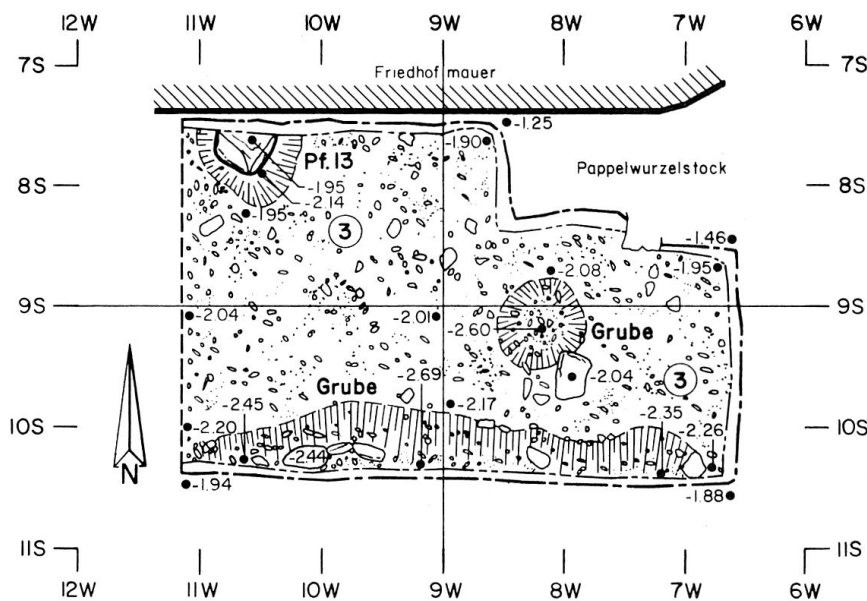 12W 11W 10W 9W 8W 7W 6W
7S 7S
Friedhofmauer
-1.25
-1.90
Pf. 13
Pappelwurzelstock
8S 8S
-1.95
-2.14
-1.95
3
-1.46
-2.08 -1.95
9S 9S
-2.04 -2.01
-2.60 Grube
-2.69
Grube -2.04 3
-2.45 -2.17 -2.35
10S -2.20 -2.26 10S
-2.44
N -1.94 -1.88
11S 11S
12W 11W 10W 9W 8W 7W 6W